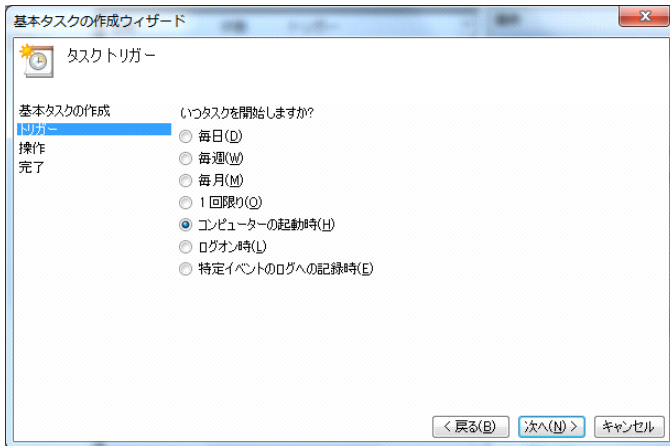 基本タスクの作成ウィザード
タスクトリガー
基本タスクの作成
トリガー
操作
完了
いつタスクを開始しますか?
毎日(D)
毎週(W)
毎月(M)
1回限り(O)
コンピューターの起動時(H)
ログオン時(L)
特定イベントのログへの記録時(E)
< 戻る(B)
次へ(N) >
キャンセル